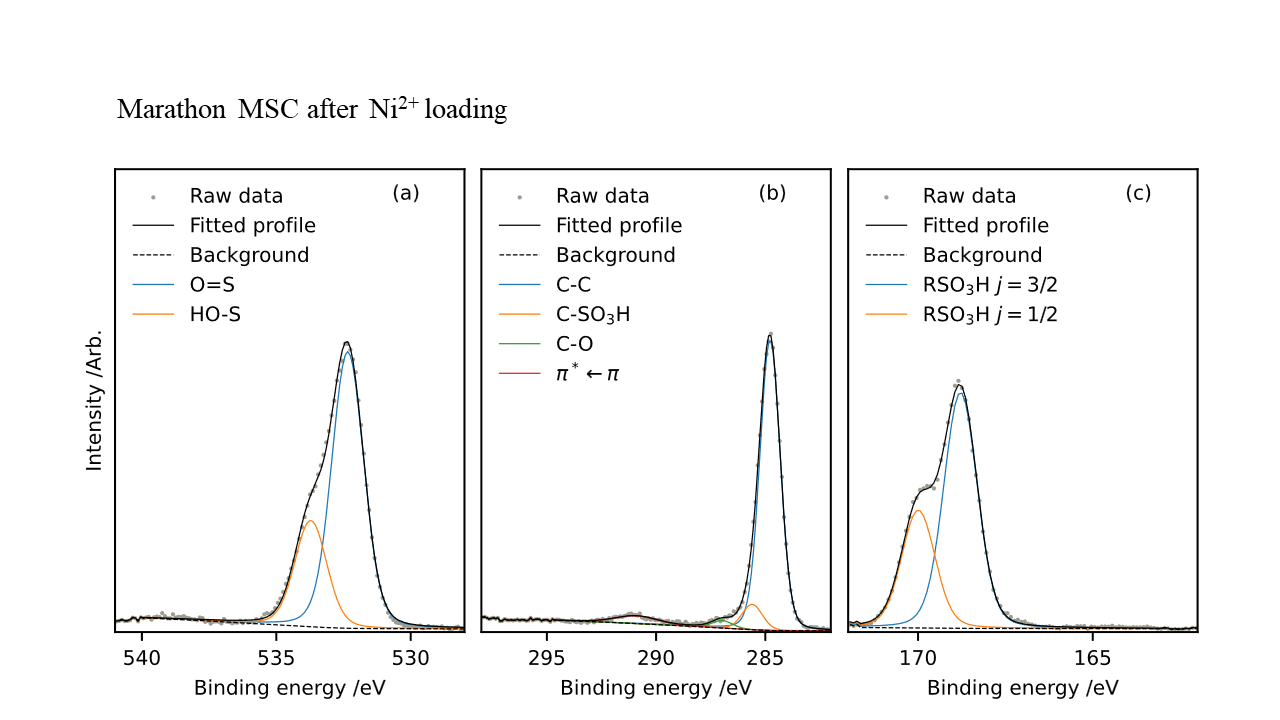 Marathon MSC after Ni²⁺ loading
Intensity /Arb.
(a)
Raw data
Fitted profile
Background
O=S
HO-S
540 535 530
Binding energy /eV
(b)
Raw data
Fitted profile
Background
C-C
C-SO₃H
C-O
π* ← π
295 290 285
Binding energy /eV
(c)
Raw data
Fitted profile
Background
RSO₃H j = 3/2
RSO₃H j = 1/2
170 165
Binding energy /eV